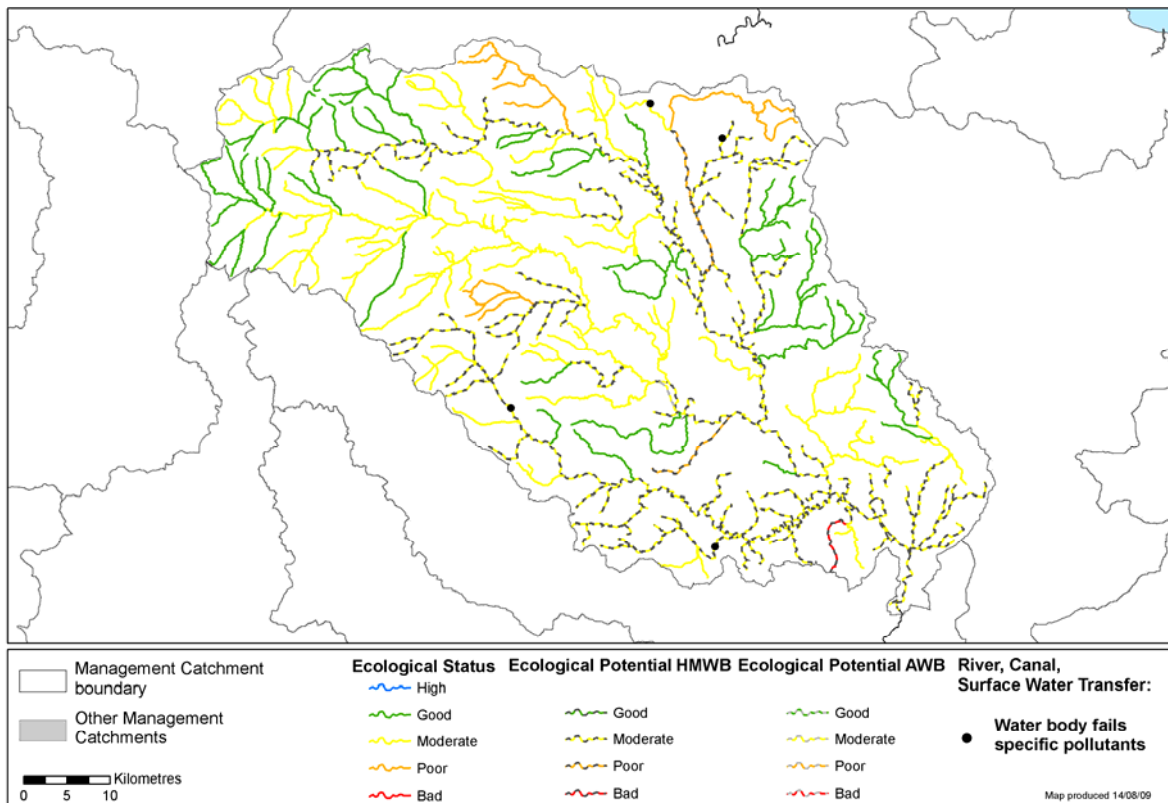 Management Catchment
boundary
Other Management
Catchments
Kilometres
0 5 10
Ecological Status
High
Good
Moderate
Poor
Bad
Ecological Potential HMWB
Good
Moderate
Poor
Bad
Ecological Potential AWB
Good
Moderate
Poor
Bad
River, Canal,
Surface Water Transfer:
Water body fails
specific pollutants
Map produced 14/08/09